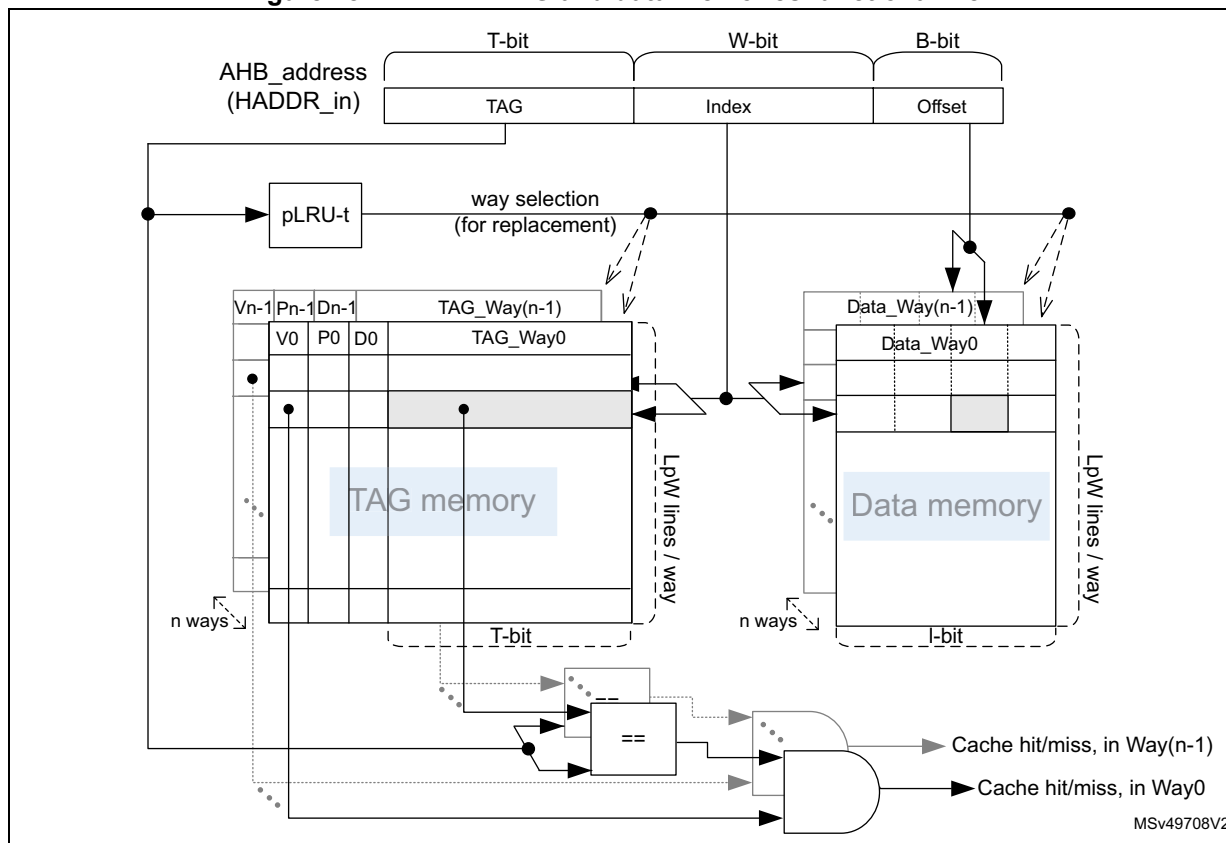 T-bit W-bit B-bit
AHB_address
(HADDR_in)
TAG Index Offset
pLRU-t
way selection
(for replacement)
Vn-1 Pn-1 Dn-1 TAG_Way(n-1)
V0 P0 D0 TAG_Way0
Data_Way(n-1)
Data_Way0
TAG memory
LpW lines / way
Data memory
LpW lines / way
n ways
T-bit
n ways
I-bit
==
==
Cache hit/miss, in Way(n-1)
Cache hit/miss, in Way0
MSv49708V2